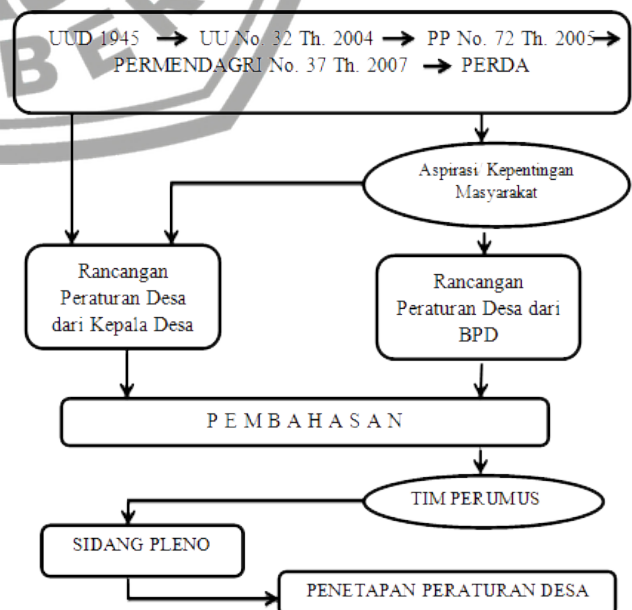 UUD 1945 → UU No. 32 Th. 2004 → PP No. 72 Th. 2005 →
PERMENDAGRI No. 37 Th. 2007 → PERDA
Aspirasi/ Kepentingan
Masyarakat
Rancangan
Peraturan Desa
dari Kepala Desa
Rancangan
Peraturan Desa dari
BPD
P E M B A H A S A N
TIM PERUMUS
SIDANG PLENO
PENETAPAN PERATURAN DESA